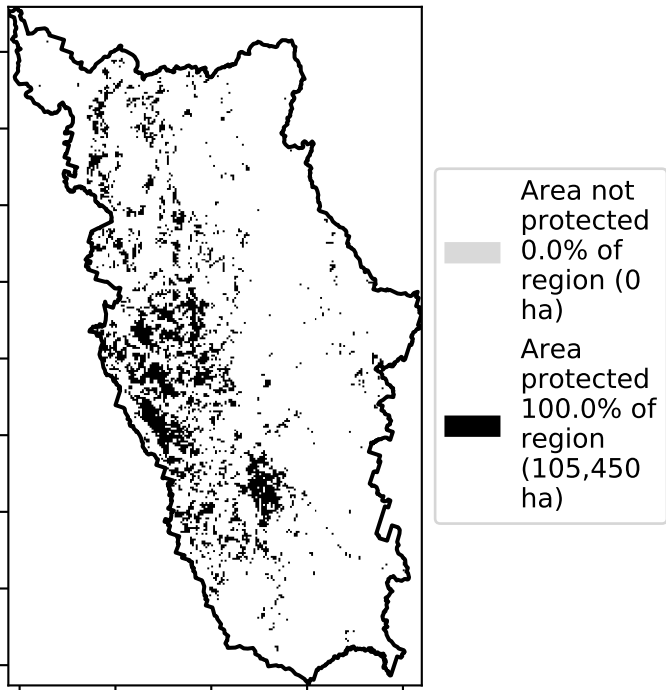 Area not
protected
0.0% of
region (0
ha)
Area
protected
100.0% of
region
(105,450
ha)